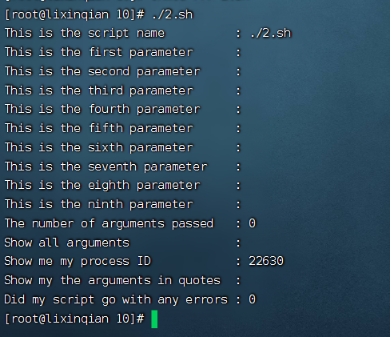 [root@lixinqian 10]# ./2.sh
This is the script name : ./2.sh
This is the first parameter :
This is the second parameter :
This is the third parameter :
This is the fourth parameter :
This is the fifth parameter :
This is the sixth parameter :
This is the seventh parameter :
This is the eighth parameter :
This is the ninth parameter :
The number of arguments passed : 0
Show all arguments :
Show me my process ID : 22630
Show my the arguments in quotes :
Did my script go with any errors : 0
[root@lixinqian 10]#